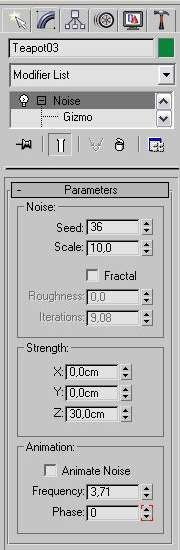 Teapot03
Modifier List
Noise
Gizmo
- Parameters
Noise:
Seed: 36
Scale: 10,0
Fractal
Roughness: 0,0
Iterations: 9,08
Strength:
X: 0,0cm
Y: 0,0cm
Z: 30,0cm
Animation:
Animate Noise
Frequency: 3,71
Phase: 0